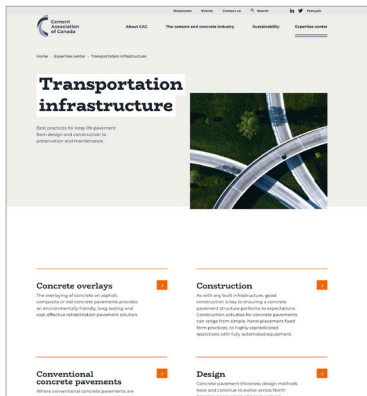 Newsroom Events Contact us Search in Français
Cement
Association
of Canada
About CAC The cement and concrete industry Sustainability Expertise center
Home Expertise center Transportation infrastructure
Transportation
infrastructure
Best practices for long-life pavement
from design and construction to
preservation and maintenance.
Concrete overlays
The overlaying of concrete on asphalt,
composite or old concrete pavements provides
an environmentally friendly, long-lasting and
cost-effective rehabilitation pavement solution.
Construction
As with any built infrastructure, good
construction is key to ensuring a concrete
pavement structure performs to expectations.
Construction activities for concrete pavements
can range from simple, hand-placement fixed
form practices, to highly sophisticated
operations with fully automated equipment.
Conventional
concrete pavements
Where conventional concrete pavements are
Design
Concrete pavement thickness design methods
have and continue to evolve across North